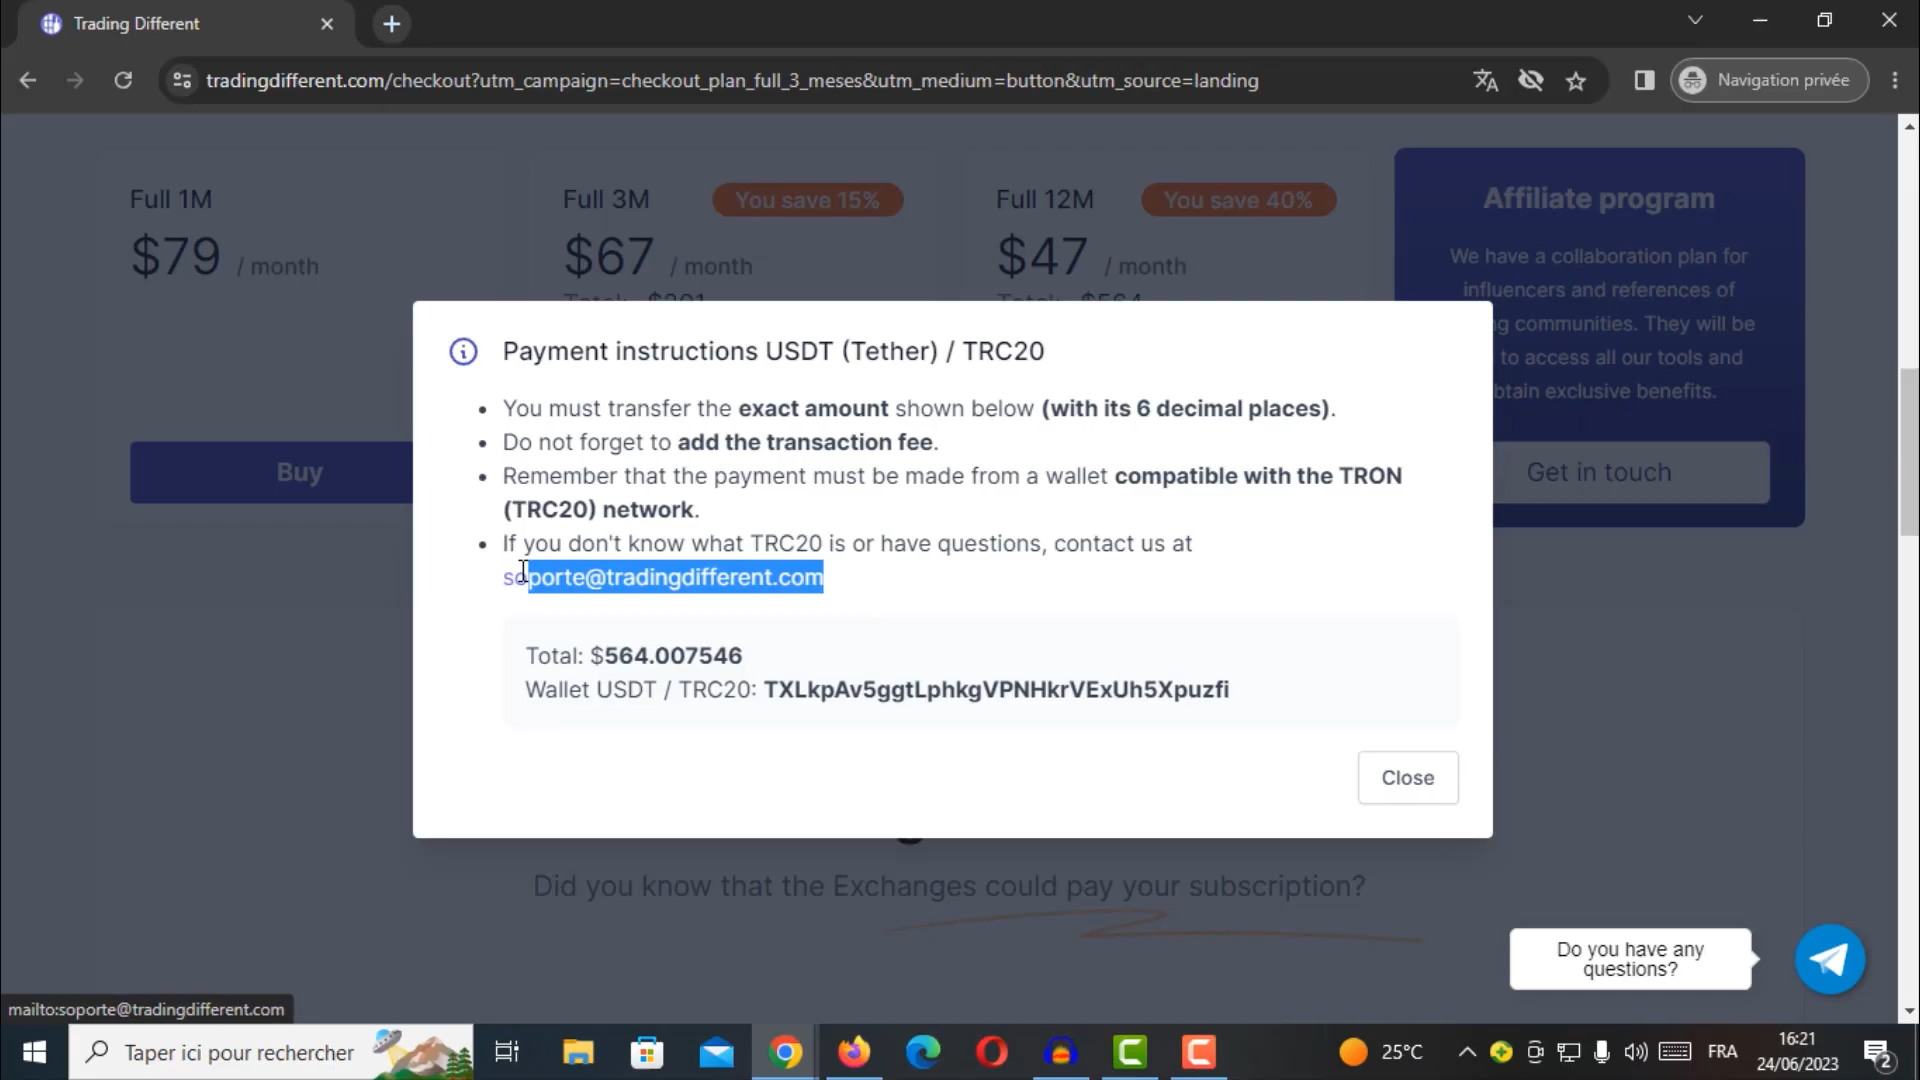 Trading Different
tradingdifferent.com/checkout?utm_campaign=checkout_plan_full_3_meses&utm_medium=button&utm_source=landing
Navigation privée
Full 1M
$79 / month
Buy
Full 3M
You save 15%
$67 / month
Total: $201
Full 12M
You save 40%
$47 / month
Total: $564
Affiliate program
We have a collaboration plan for
influencers and references of
communities. They will be
to access all our tools and
exclusive benefits.
Get in touch
Payment instructions USDT (Tether) / TRC20
• You must transfer the exact amount shown below (with its 6 decimal places).
• Do not forget to add the transaction fee.
• Remember that the payment must be made from a wallet compatible with the TRON
(TRC20) network.
• If you don't know what TRC20 is or have questions, contact us at
soporte@tradingdifferent.com
Total: $564.007546
Wallet USDT / TRC20: TXLkpAv5ggtLphkgVPNHkrVExUh5Xpuzfi
Close
Did you know that the Exchanges could pay your subscription?
Do you have any
questions?
mailto:soporte@tradingdifferent.com
Taper ici pour rechercher
25°C
FRA
16:21
24/06/2023
2